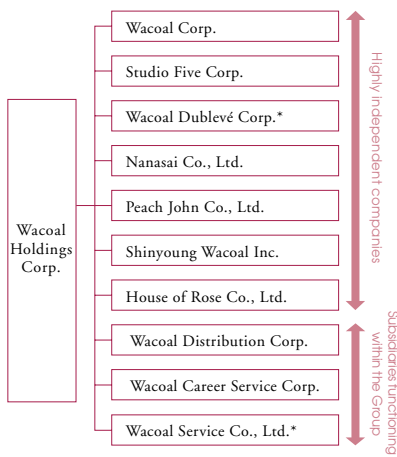 Wacoal
Holdings
Corp.
Wacoal Corp.
Studio Five Corp.
Wacoal Dublevé Corp.*
Nanasai Co., Ltd.
Peach John Co., Ltd.
Shinyoung Wacoal Inc.
House of Rose Co., Ltd.
Wacoal Distribution Corp.
Wacoal Career Service Corp.
Wacoal Service Co., Ltd.*
Highly independent companies
Subsidiaries functioning
within the Group